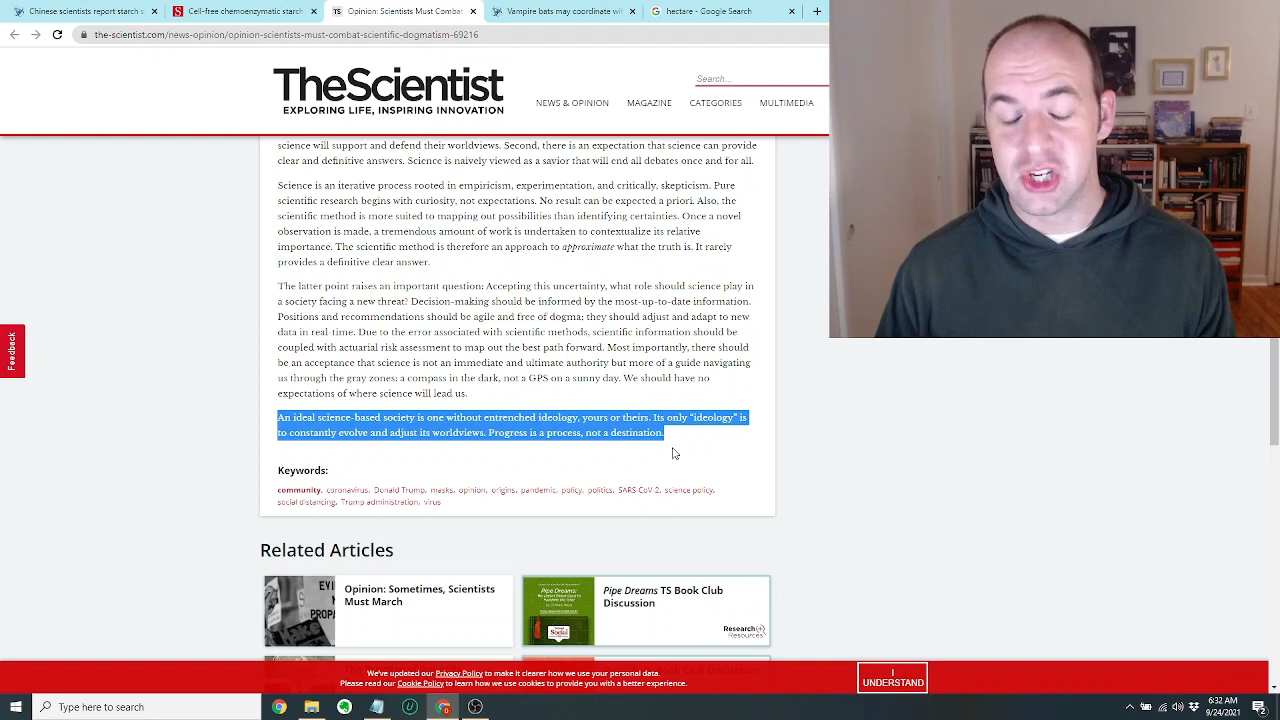 Chinese scientists report starch s
Cell-free chemoenzymatic starch
Opinion: Scientists Must Combat
Vampire bats may coordinate wit
hectare - Google Search
the-scientist.com/news-opinion/opinion-scientists-must-combat-scientific-dogmatism-69216
TheScientist
EXPLORING LIFE, INSPIRING INNOVATION
Search...
NEWS & OPINION MAGAZINE CATEGORIES MULTIMEDIA
science will support and defend our worldviews. Or, there is an expectation that science can provide
clear and definitive answers. Science is naively viewed as a savior that will end all debates once and for all.
Science is an iterative process rooted in empiricism, experimentation, and critical skepticism. Pure
scientific research begins with curiosity, not expectations. No result can be expected a priori. Also, the
scientific method is more suited to mapping out possibilities than identifying certainties. Once a novel
observation is made, a tremendous amount of work is undertaken to contextualize its relative
importance. The scientific method is therefore an approach to approximate what the truth is. It rarely
provides a definitive clear answer.
The latter point raises an important question: Accepting this uncertainty, what role should science play in
a society facing a new threat? Decision-making should be informed by the most-up-to-date information.
Positions and recommendations should be agile and free of dogma; they should adjust and adapt to new
data in real-time. Due to the error associated with scientific methods, scientific information should be
coupled with actuarial risk assessment to map out the best path forward. Most importantly, there should
be an acceptance that science is not an immediate and ultimate authority but more of a guide navigating
us through the gray zones: a compass in the dark, not a GPS on a sunny day. We should have no
expectations of where science will lead us.
An ideal science-based society is one without entrenched ideology, yours or theirs. Its only “ideology” is
to constantly evolve and adjust its worldviews. Progress is a process, not a destination.
Feedback
Keywords:
community, coronavirus, Donald Trump, masks, opinion, origins, pandemic, policy, politics, SARS-CoV-2, science policy,
social distancing, Trump administration, virus
Related Articles
Opinion: Sometimes, Scientists
Must March
Pipe Dreams TS Book Club
Discussion
Research
Resources
We've updated our Privacy Policy to make it clearer how we use your personal data.
Please read our Cookie Policy to learn how we use cookies to provide you with a better experience.
I
UNDERSTAND
Type here to search
6:32 AM
9/24/2021